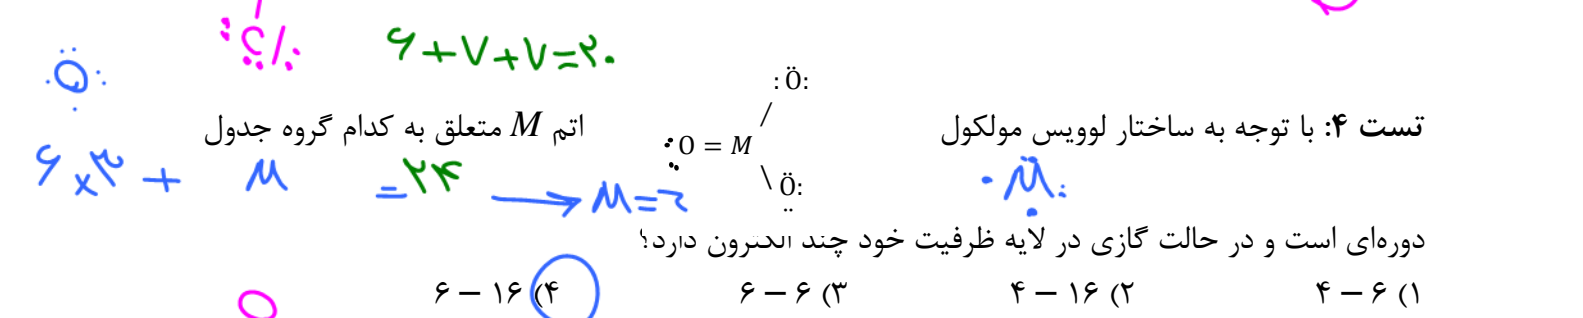 ۶+۷+۷=۲۰
:Ö:
تست ۴: با توجه به ساختار لوویس مولکول :O = M اتم M متعلق به کدام گروه جدول
Ö:
:Ö:
۶×۳ + M =۲۴ → M=۶
·M:
دوره‌ای است و در حالت گازی در لایه ظرفیت خود چند الکترون دارد؟
۱) ۶ – ۴ ۲) ۱۶ – ۴ ۳) ۶ – ۶ ۴) ۱۶ – ۶